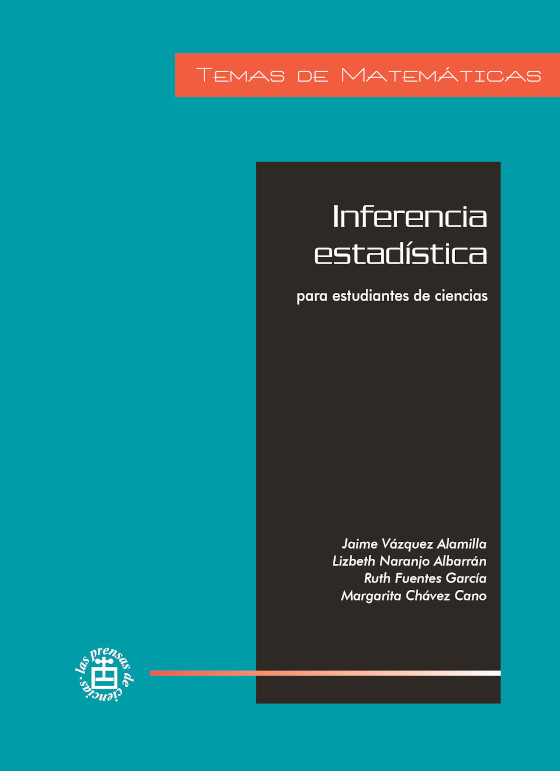 Temas de Matemáticas
Inferencia
estadística
para estudiantes de ciencias
Jaime Vázquez Alamilla
Lizbeth Naranjo Albarrán
Ruth Fuentes García
Margarita Chávez Cano
las prensas de ciencias